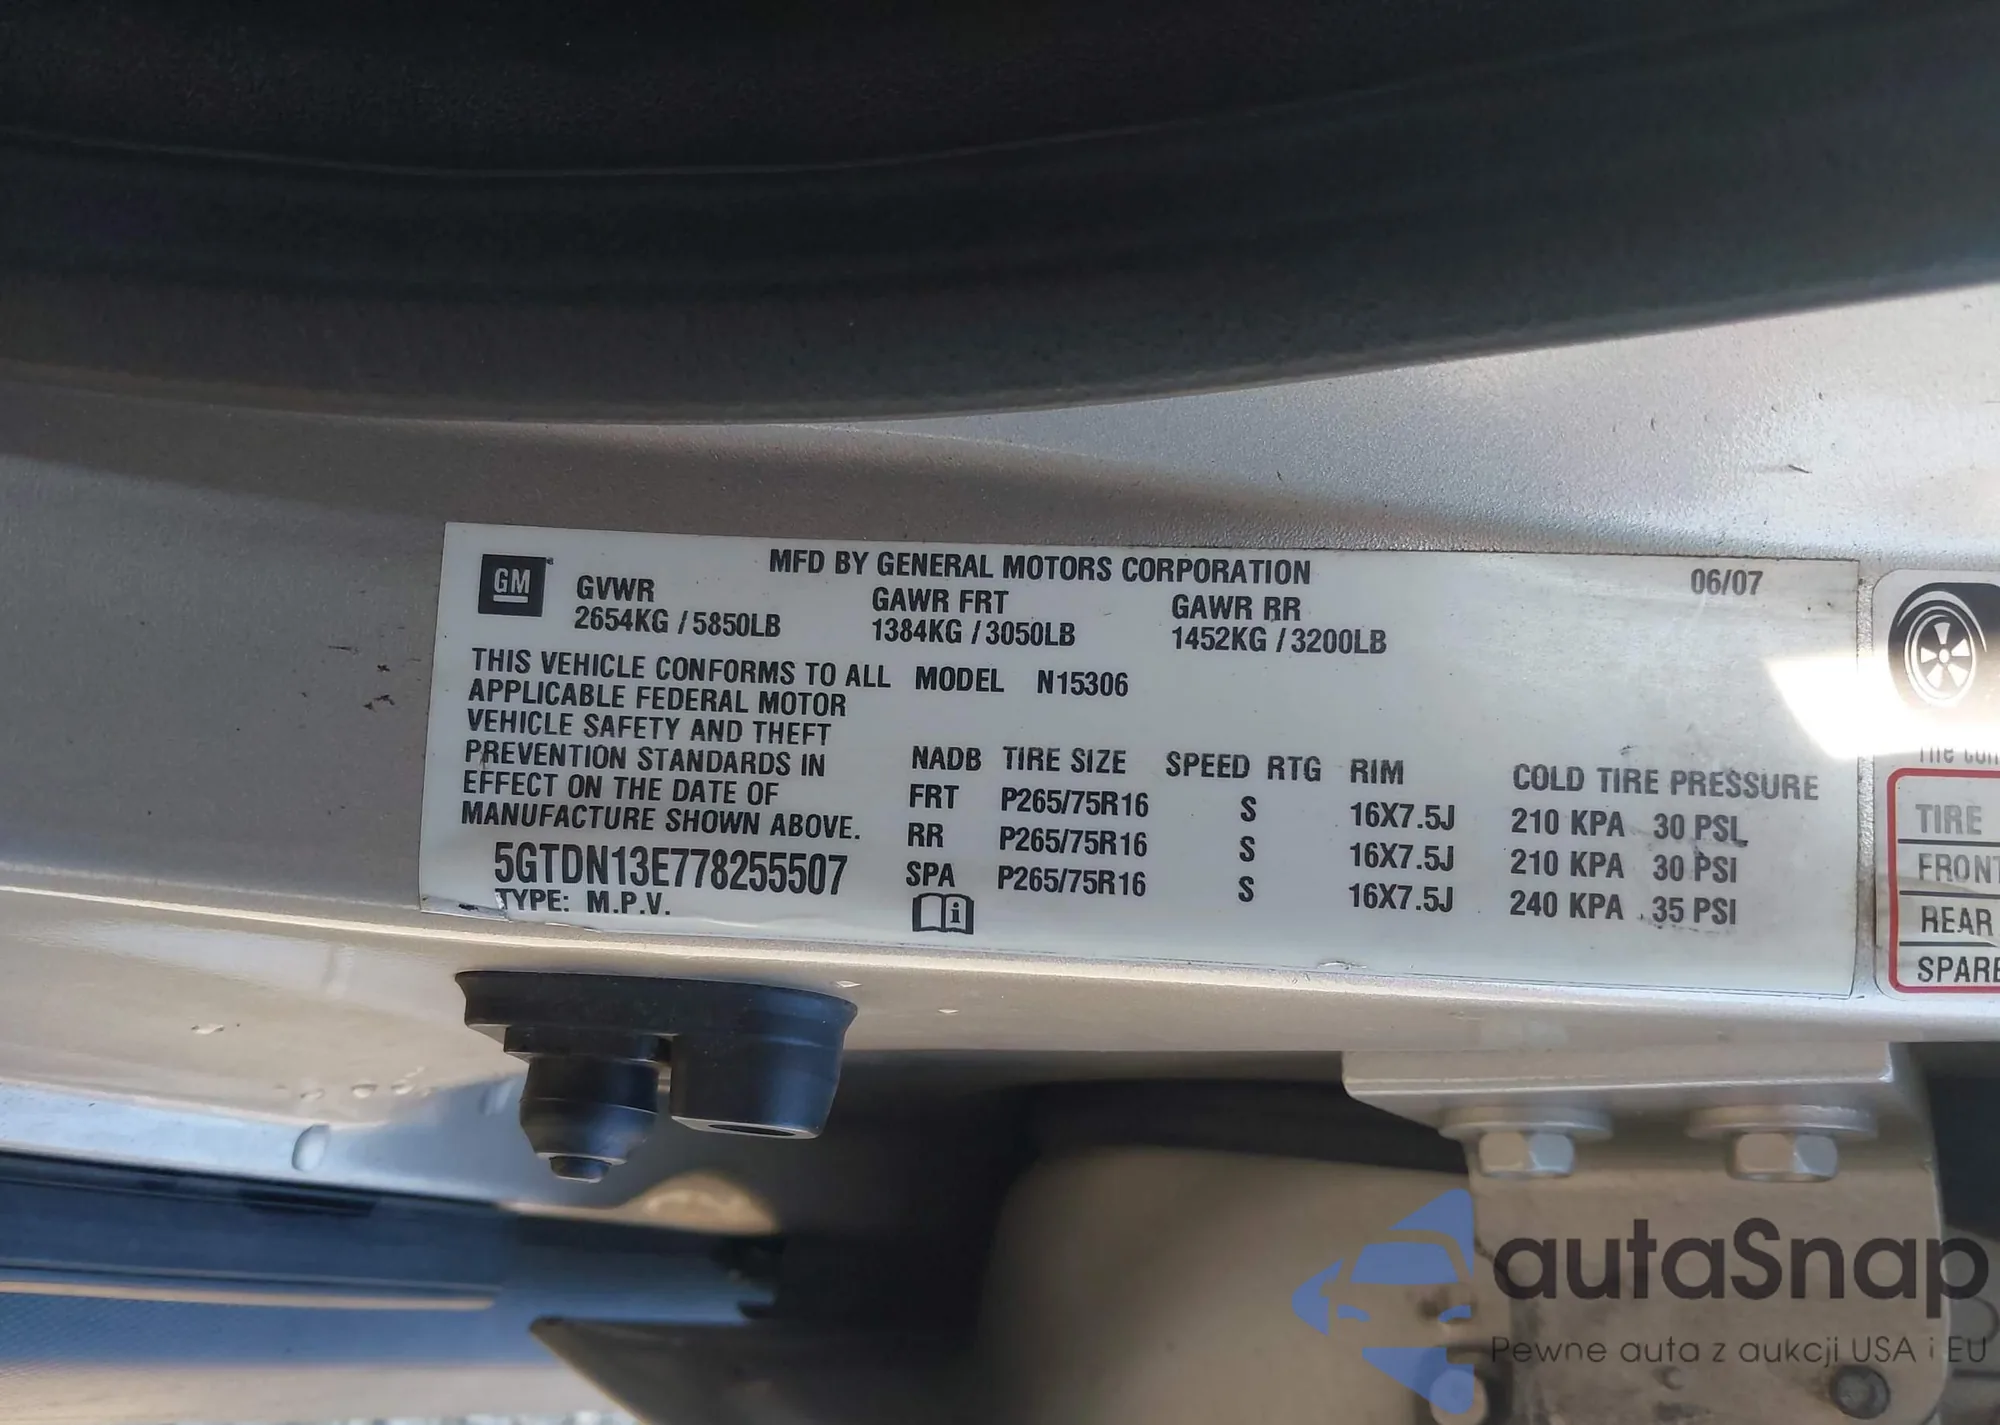 GM
MFD BY GENERAL MOTORS CORPORATION
06/07
GVWR GAWR FRT GAWR RR
2654KG / 5850LB 1384KG / 3050LB 1452KG / 3200LB
THIS VEHICLE CONFORMS TO ALL
APPLICABLE FEDERAL MOTOR
VEHICLE SAFETY AND THEFT
PREVENTION STANDARDS IN
EFFECT ON THE DATE OF
MANUFACTURE SHOWN ABOVE.
5GTDN13E778255507
TYPE: M.P.V.
MODEL N15306
NADB TIRE SIZE SPEED RTG RIM COLD TIRE PRESSURE
FRT P265/75R16 S 16X7.5J 210 KPA 30 PSI
RR P265/75R16 S 16X7.5J 210 KPA 30 PSI
SPA P265/75R16 S 16X7.5J 240 KPA 35 PSI
i
TIRE
FRONT
REAR
SPARE
autaSnap
Pewne auta z aukcji USA i EU